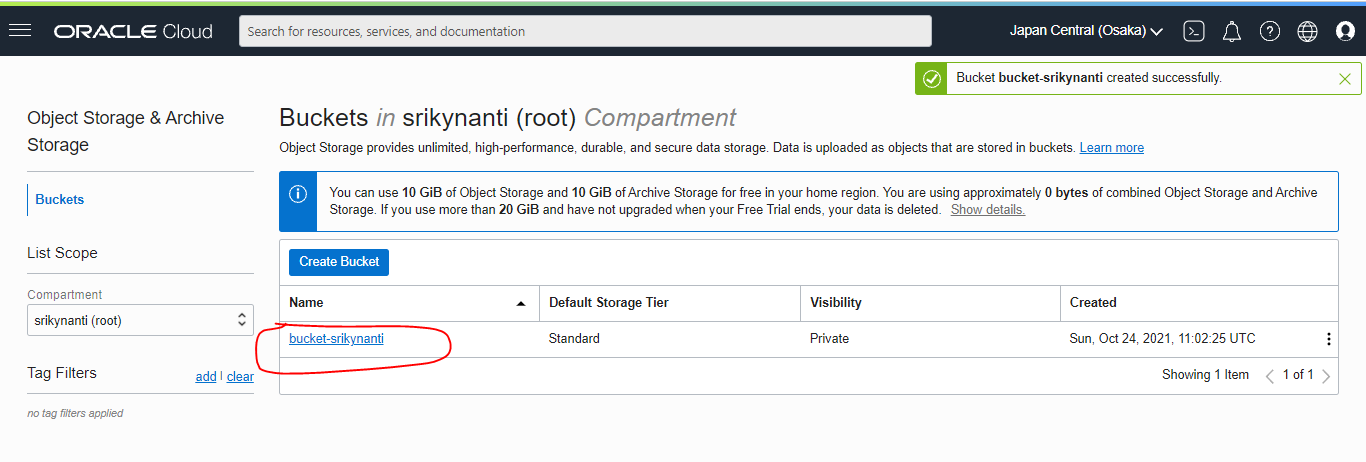 ORACLE Cloud
Search for resources, services, and documentation
Japan Central (Osaka)
Bucket bucket-srikynanti created successfully.
Object Storage & Archive
Storage
Buckets
List Scope
Compartment
srikynanti (root)
Tag Filters
add | clear
no tag filters applied
Buckets in srikynanti (root) Compartment
Object Storage provides unlimited, high-performance, durable, and secure data storage. Data is uploaded as objects that are stored in buckets. Learn more
You can use 10 GiB of Object Storage and 10 GiB of Archive Storage for free in your home region. You are using approximately 0 bytes of combined Object Storage and Archive
Storage. If you use more than 20 GiB and have not upgraded when your Free Trial ends, your data is deleted. Show details.
Create Bucket
Name Default Storage Tier Visibility Created
bucket-srikynanti Standard Private Sun, Oct 24, 2021, 11:02:25 UTC
Showing 1 Item < 1 of 1 >